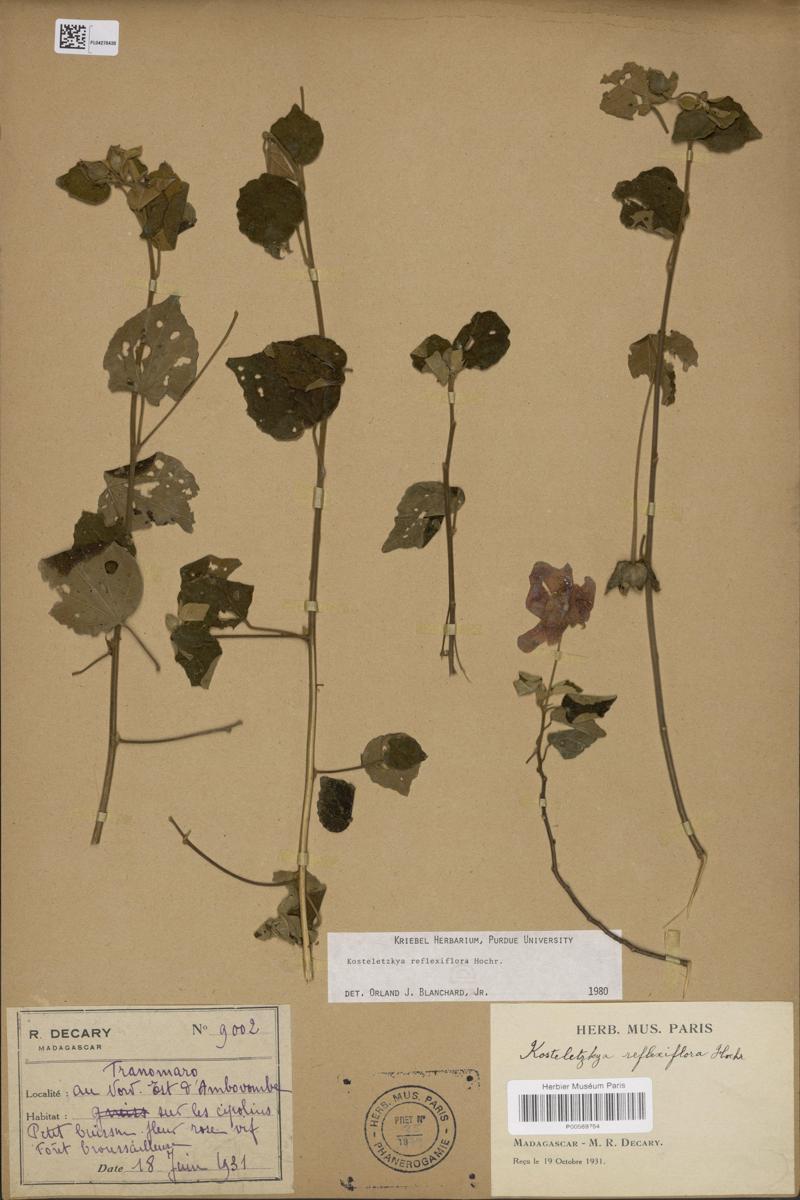 PL04276436
KRIEBEL HERBARIUM, PURDUE UNIVERSITY
Kosteletzkya reflexiflora Hochr.
DET. ORLAND J. BLANCHARD, JR. 1980
R. DECARY
MADAGASCAR
N° 9002
Tranomaro
Localité : au Nord-Est d'Ambovombe
Habitat : sur les cipolins
Petit buisson fleur rose vif
Forêt broussailleuse
Date 18 Juin 1931
HERB. MUS. PARIS
PRET N°
PHANEROGAMIE
HERB. MUS. PARIS
Kosteletzkya reflexiflora Hochr.
Herbier Muséum Paris
P00569754
MADAGASCAR - M. R. DECARY.
Reçu le 19 Octobre 1931.